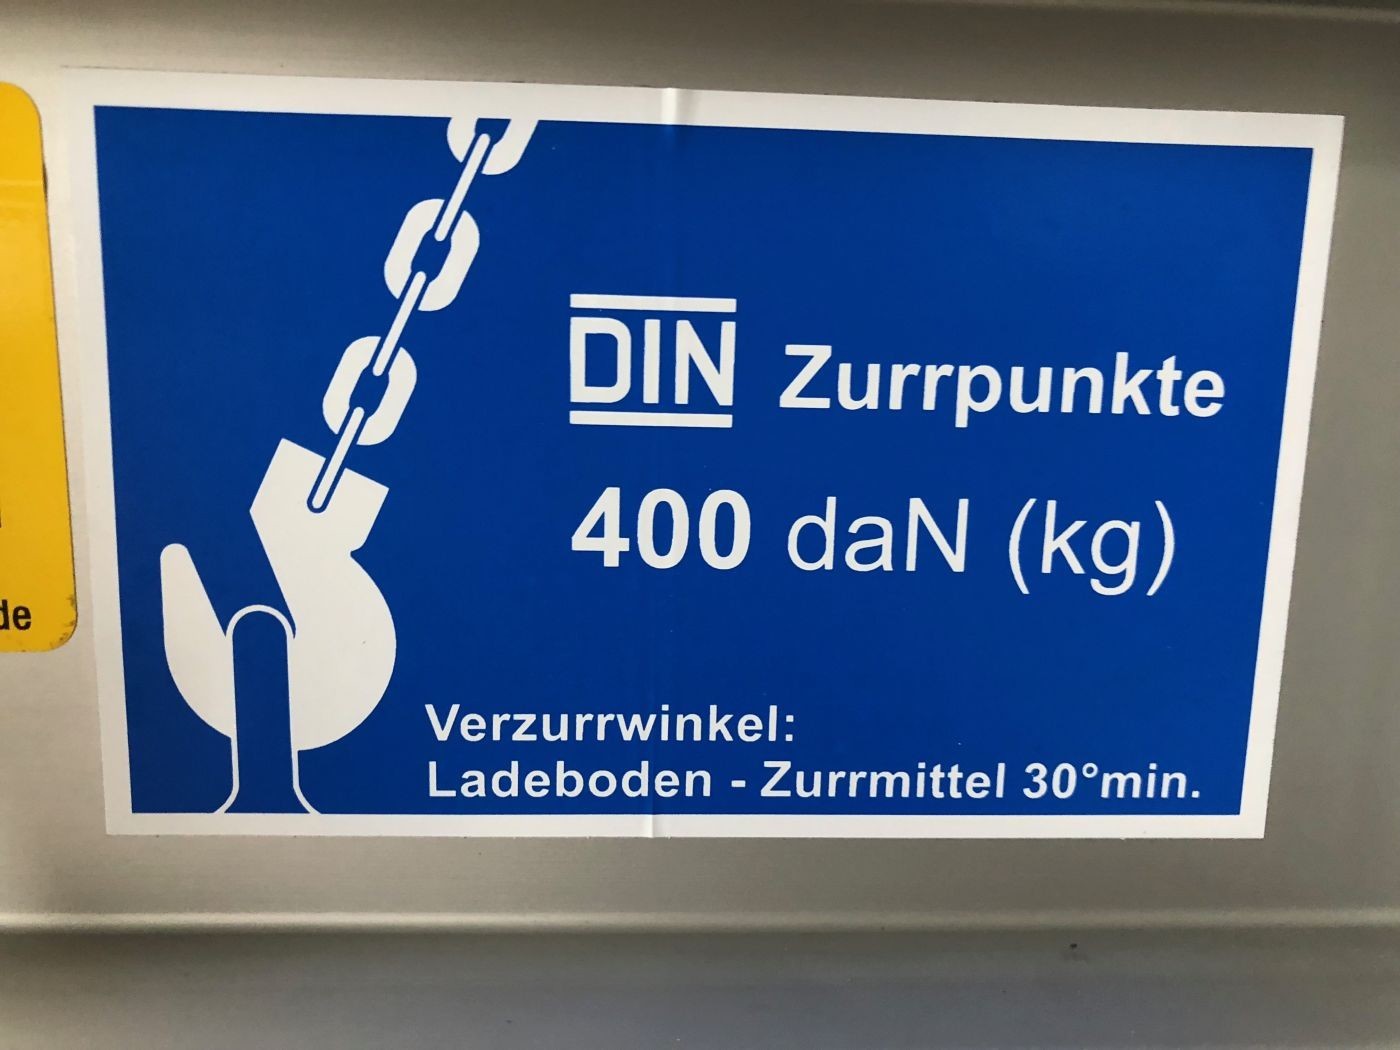 DIN Zurrpunkte
400 daN (kg)
Verzurrwinkel:
Ladeboden - Zurrmittel 30°min.
de